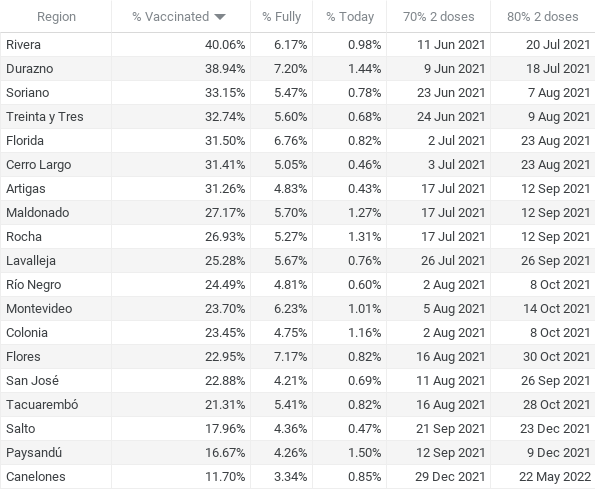 Region % Vaccinated % Fully % Today 70% 2 doses 80% 2 doses
Rivera 40.06% 6.17% 0.98% 11 Jun 2021 20 Jul 2021
Durazno 38.94% 7.20% 1.44% 9 Jun 2021 18 Jul 2021
Soriano 33.15% 5.47% 0.78% 23 Jun 2021 7 Aug 2021
Treinta y Tres 32.74% 5.60% 0.68% 24 Jun 2021 9 Aug 2021
Florida 31.50% 6.76% 0.82% 2 Jul 2021 23 Aug 2021
Cerro Largo 31.41% 5.05% 0.46% 3 Jul 2021 23 Aug 2021
Artigas 31.26% 4.83% 0.43% 17 Jul 2021 12 Sep 2021
Maldonado 27.17% 5.70% 1.27% 17 Jul 2021 12 Sep 2021
Rocha 26.93% 5.27% 1.31% 17 Jul 2021 12 Sep 2021
Lavalleja 25.28% 5.67% 0.76% 26 Jul 2021 26 Sep 2021
Río Negro 24.49% 4.81% 0.60% 2 Aug 2021 8 Oct 2021
Montevideo 23.70% 6.23% 1.01% 5 Aug 2021 14 Oct 2021
Colonia 23.45% 4.75% 1.16% 2 Aug 2021 8 Oct 2021
Flores 22.95% 7.17% 0.82% 16 Aug 2021 30 Oct 2021
San José 22.88% 4.21% 0.69% 11 Aug 2021 26 Sep 2021
Tacuarembó 21.31% 5.41% 0.82% 16 Aug 2021 28 Oct 2021
Salto 17.96% 4.36% 0.47% 21 Sep 2021 23 Dec 2021
Paysandú 16.67% 4.26% 1.50% 12 Sep 2021 9 Dec 2021
Canelones 11.70% 3.34% 0.85% 29 Dec 2021 22 May 2022